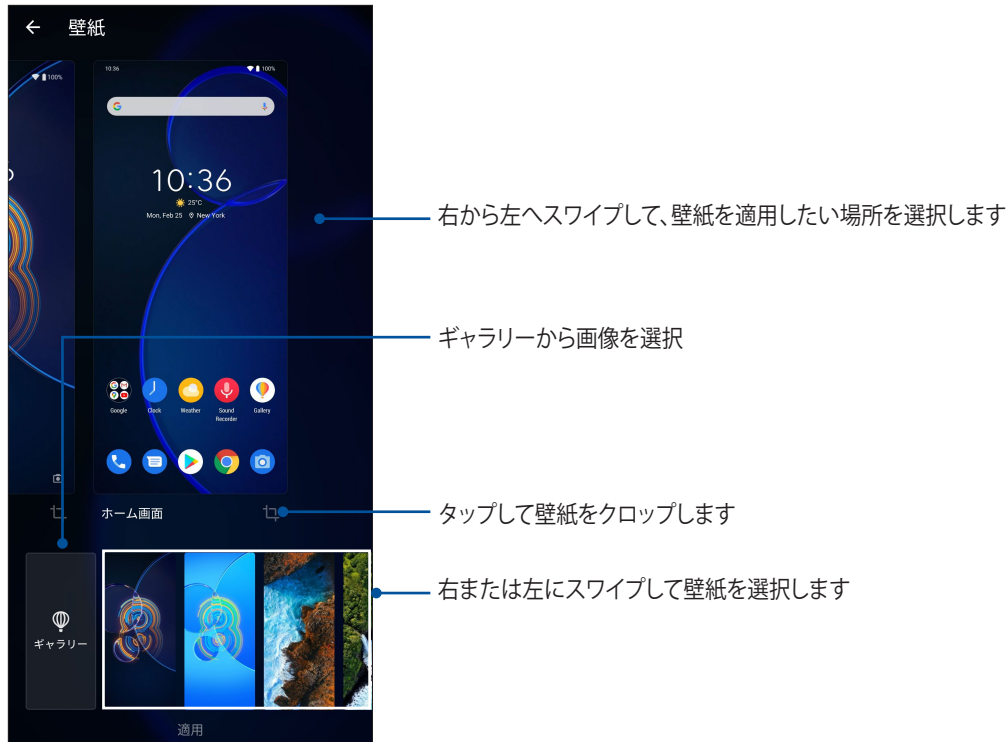 壁紙
100%
10:36
100%
10:36
25°C
Mon, Feb 25 New York
右から左へスワイプして、壁紙を適用したい場所を選択します
ギャラリーから画像を選択
Google
Clock
Weather
Sound
Recorder
Gallery
ホーム画面
タップして壁紙をクロップします
右または左にスワイプして壁紙を選択します
ギャラリー
適用